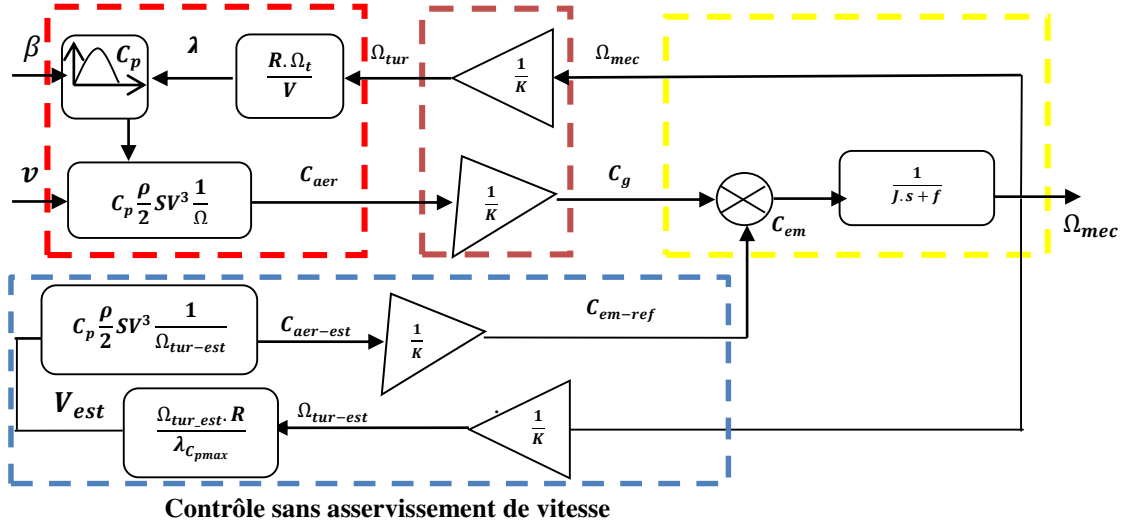 β
C_p
λ
R. Ω_t / V
Ω_tur
1/K
Ω_mec
v
C_p ρ/2 SV³ 1/Ω
C_aer
1/K
C_g
C_em
1/(J.s + f)
Ω_mec
C_p ρ/2 SV³ 1/Ω_tur−est
C_aer−est
1/K
C_em−ref
V_est
Ω_tur_est. R / λ_C_pmax
Ω_tur−est
1/K
Contrôle sans asservissement de vitesse